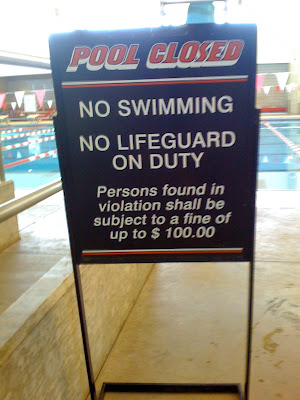 POOL CLOSED
NO SWIMMING
NO LIFEGUARD
ON DUTY
Persons found in
violation shall be
subject to a fine of
up to $ 100.00